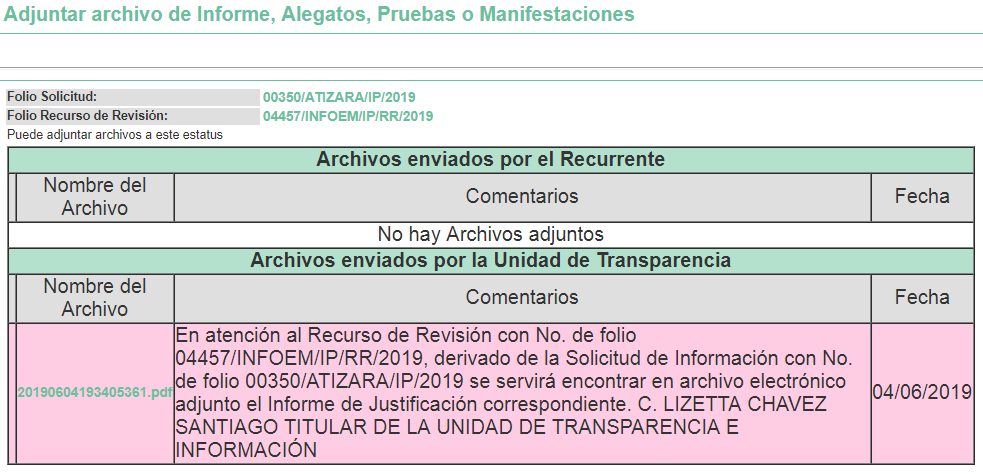 Adjuntar archivo de Informe, Alegatos, Pruebas o Manifestaciones
Folio Solicitud: 00350/ATIZARA/IP/2019
Folio Recurso de Revisión: 04457/INFOEM/IP/RR/2019
Puede adjuntar archivos a este estatus
Archivos enviados por el Recurrente
Nombre del
Archivo
Comentarios
Fecha
No hay Archivos adjuntos
Archivos enviados por la Unidad de Transparencia
Nombre del
Archivo
Comentarios
Fecha
20190604193405361.pdf
En atención al Recurso de Revisión con No. de folio
04457/INFOEM/IP/RR/2019, derivado de la Solicitud de Información con No.
de folio 00350/ATIZARA/IP/2019 se servirá encontrar en archivo electrónico
adjunto el Informe de Justificación correspondiente. C. LIZETTA CHAVEZ
SANTIAGO TITULAR DE LA UNIDAD DE TRANSPARENCIA E
INFORMACIÓN
04/06/2019